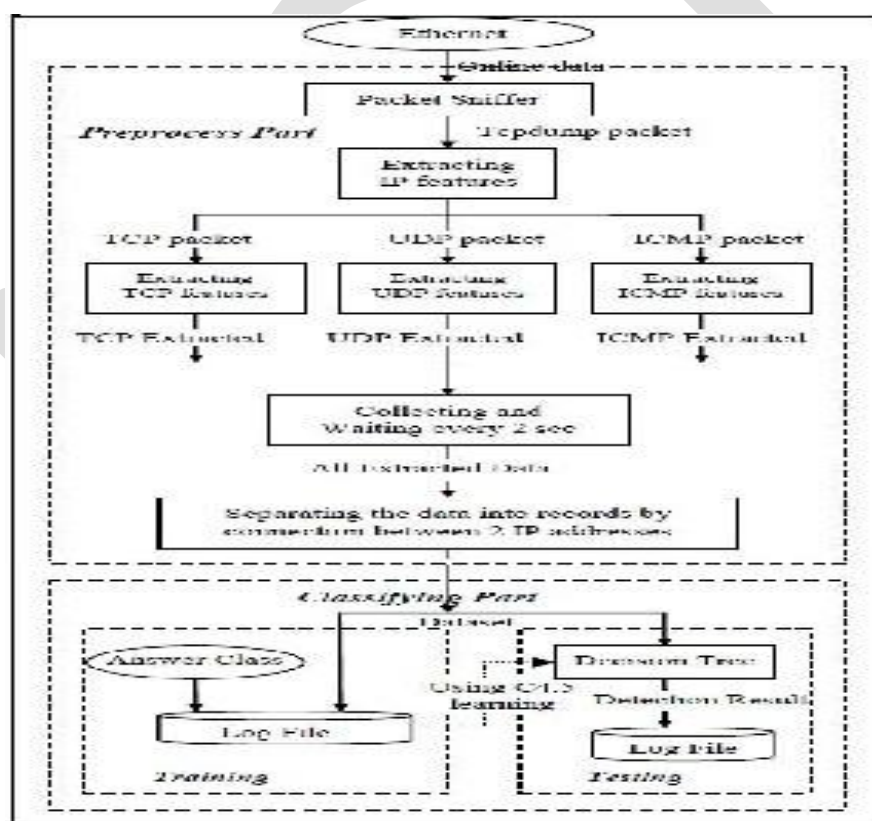 Ethernet
Online data
Packet Sniffer
Preprocess Part
Tcpdump packet
Extracting
IP features
TCP packet
UDP packet
ICMP packet
Extracting
TCP features
Extracting
UDP features
Extracting
ICMP features
TCP Extracted
UDP Extracted
ICMP Extracted
Collecting and
Waiting every 2 sec
All Extracted Data
Separating the data into records by
connection between 2 IP addresses
Classifying Part
Dataset
Answer Class
Decision Tree
Using C4.5
learning
Detection Result
Log File
Log File
Training
Testing